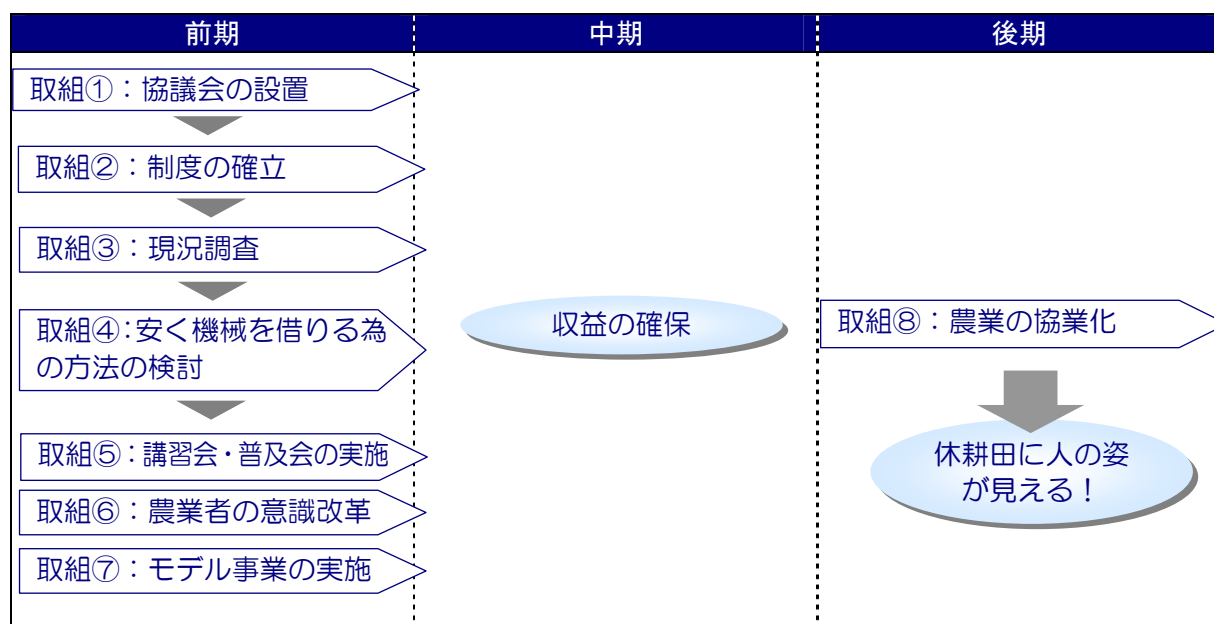 前期
中期
後期
取組①：協議会の設置
取組②：制度の確立
取組③：現況調査
取組④：安く機械を借りる為
の方法の検討
取組⑤：講習会・普及会の実施
取組⑥：農業者の意識改革
取組⑦：モデル事業の実施
収益の確保
取組⑧：農業の協業化
休耕田に人の姿
が見える！